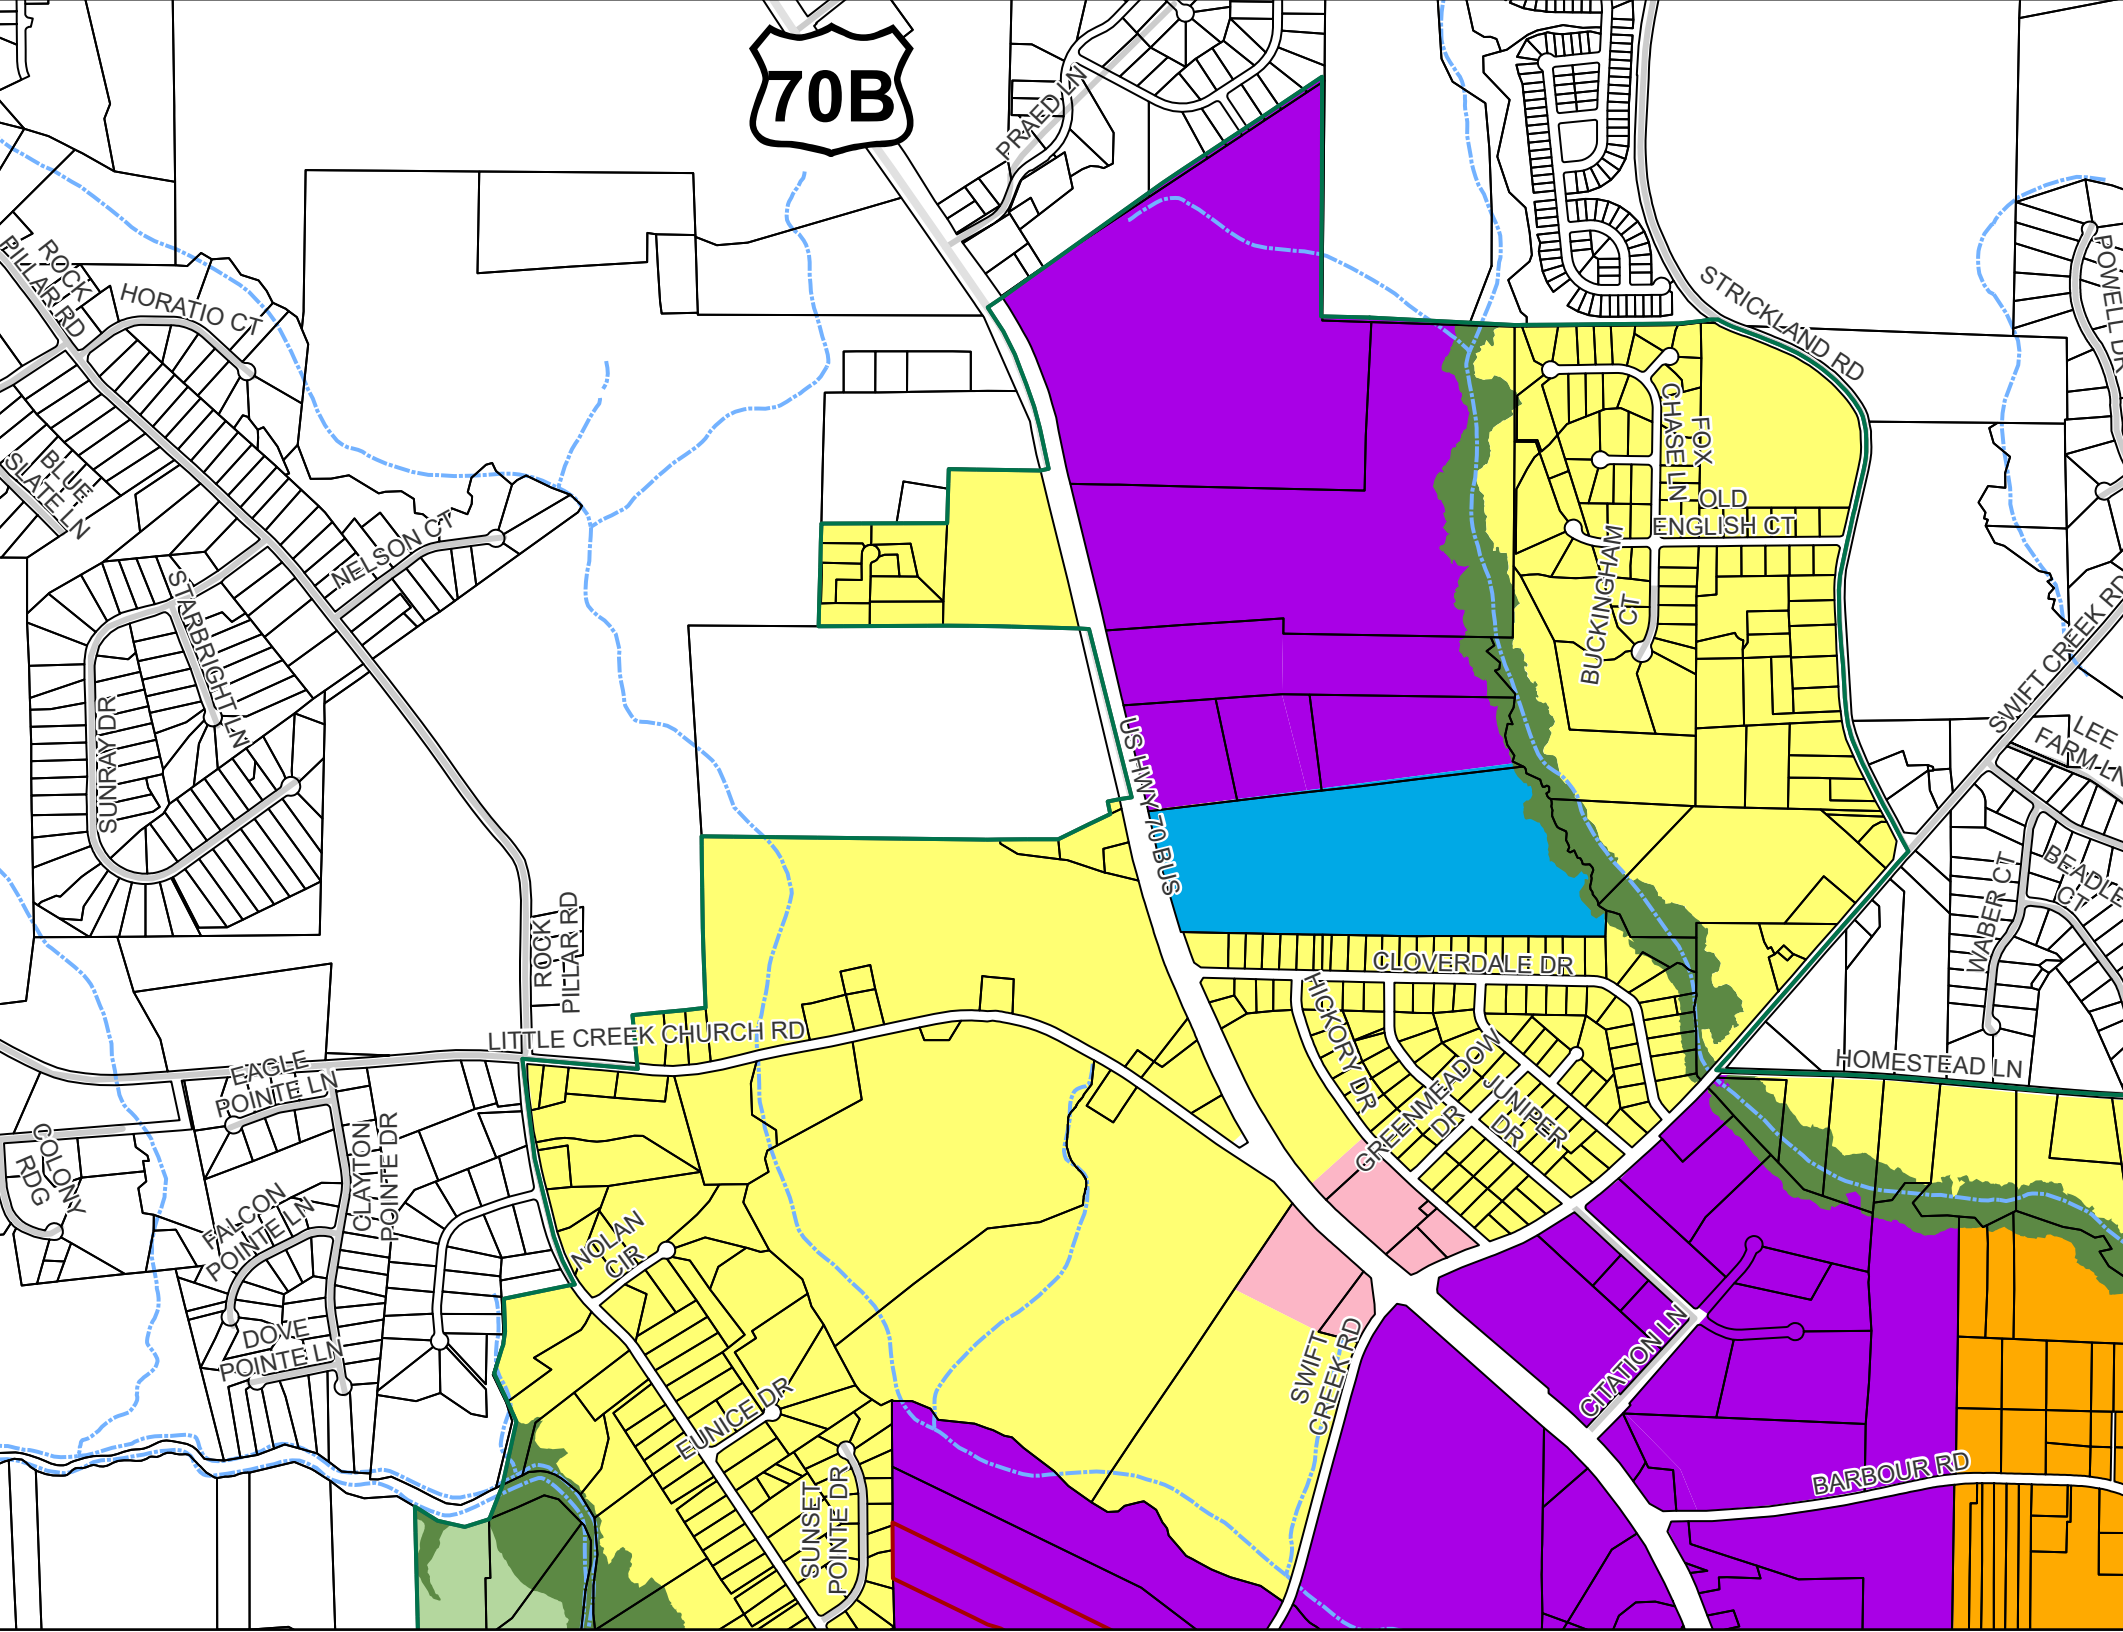 70B
PRAED LN
ROCK
PILLAR RD
HORATIO CT
STRICKLAND RD
POWELL DR
BLUE
SLATE LN
NELSON CT
FOX
CHASE LN
OLD
ENGLISH CT
BUCKINGHAM
CT
STARBRIGHT LN
SUNRAY DR
SWIFT CREEK RD
LEE
FARM LN
US HWY 70 BUS
BEADLE
CT
WABER CT
ROCK
PILLAR RD
CLOVERDALE DR
HICKORY DR
LITTLE CREEK CHURCH RD
GREENMEADOW
DR
JUNIPER
DR
HOMESTEAD LN
EAGLE
POINTE LN
CLAYTON
POINTE DR
COLONY
RDG
FALCON
POINTE LN
NOLAN
CIR
DOVE
POINTE LN
SWIFT
CREEK RD
CITATION LN
EUNICE DR
SUNSET
POINTE DR
BARBOUR RD